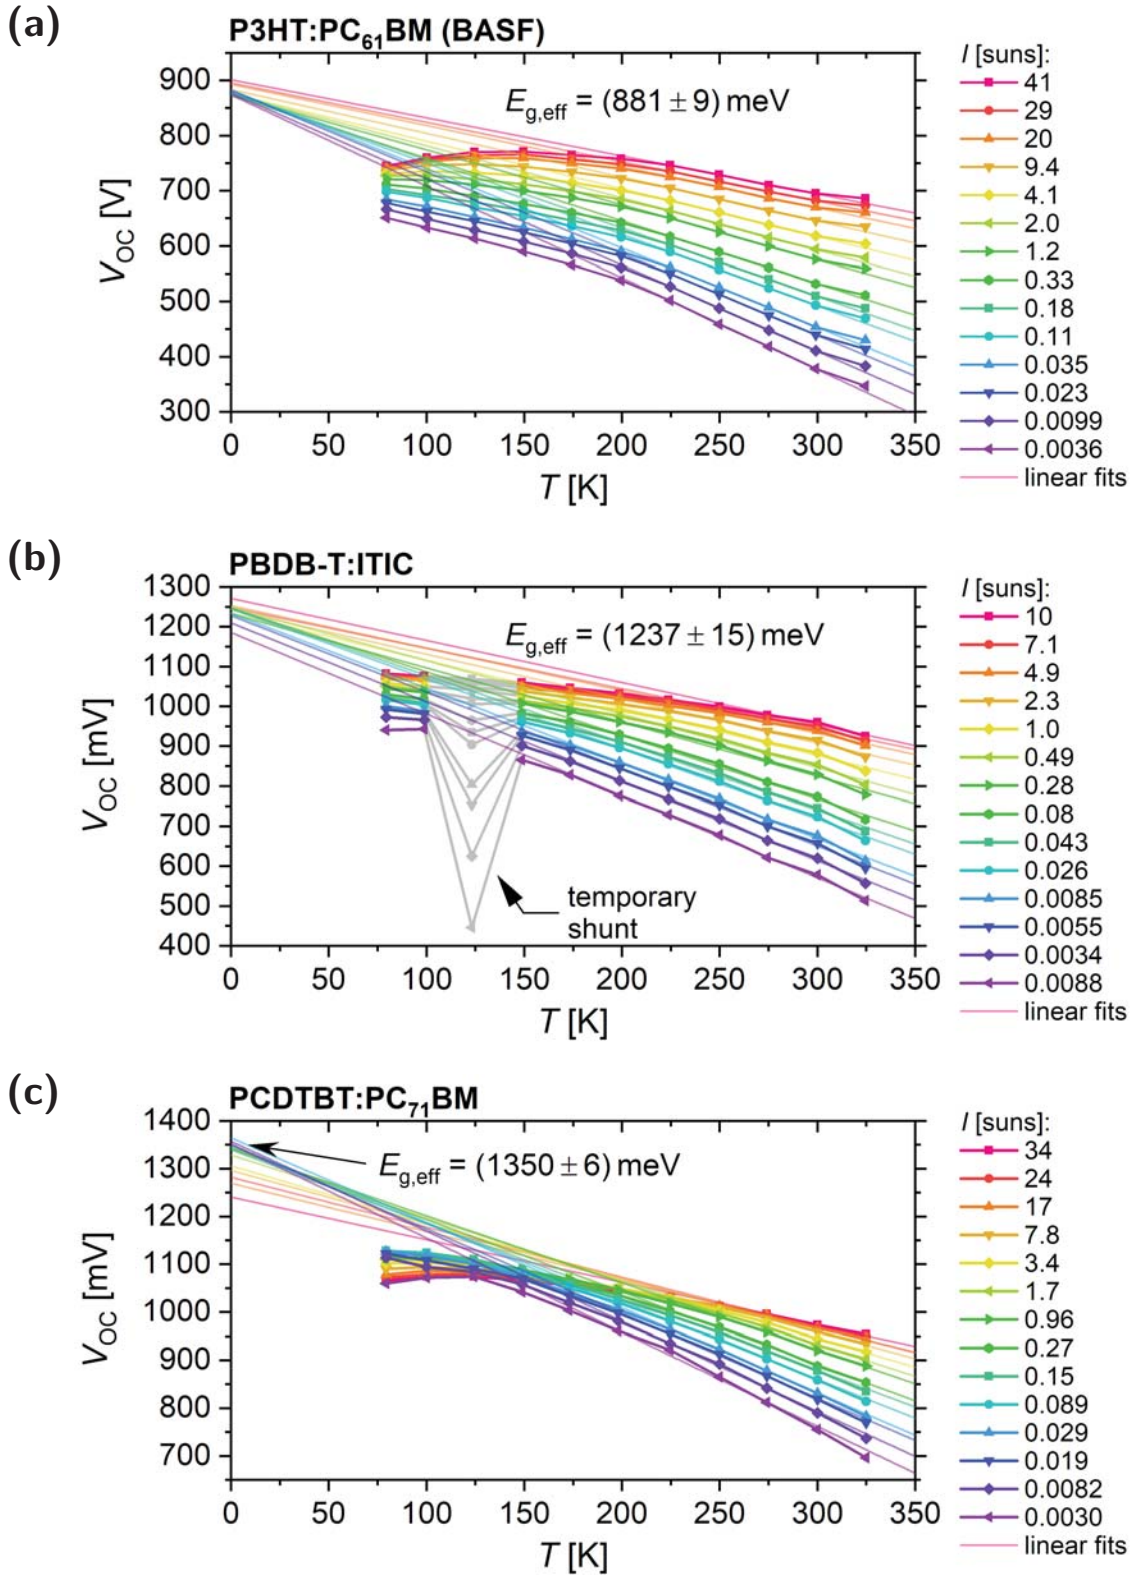 (a)
P3HT:PC₆₁BM (BASF)
E_g,eff = (881 ± 9) meV
V_OC [V]
900
800
700
600
500
400
300
0 50 100 150 200 250 300 350
T [K]
I [suns]:
41
29
20
9.4
4.1
2.0
1.2
0.33
0.18
0.11
0.035
0.023
0.0099
0.0036
linear fits
(b)
PBDB-T:ITIC
E_g,eff = (1237 ± 15) meV
temporary
shunt
V_OC [mV]
1300
1200
1100
1000
900
800
700
600
500
400
0 50 100 150 200 250 300 350
T [K]
I [suns]:
10
7.1
4.9
2.3
1.0
0.49
0.28
0.08
0.043
0.026
0.0085
0.0055
0.0034
0.0088
linear fits
(c)
PCDTBT:PC₇₁BM
E_g,eff = (1350 ± 6) meV
V_OC [mV]
1400
1300
1200
1100
1000
900
800
700
0 50 100 150 200 250 300 350
T [K]
I [suns]:
34
24
17
7.8
3.4
1.7
0.96
0.27
0.15
0.089
0.029
0.019
0.0082
0.0030
linear fits